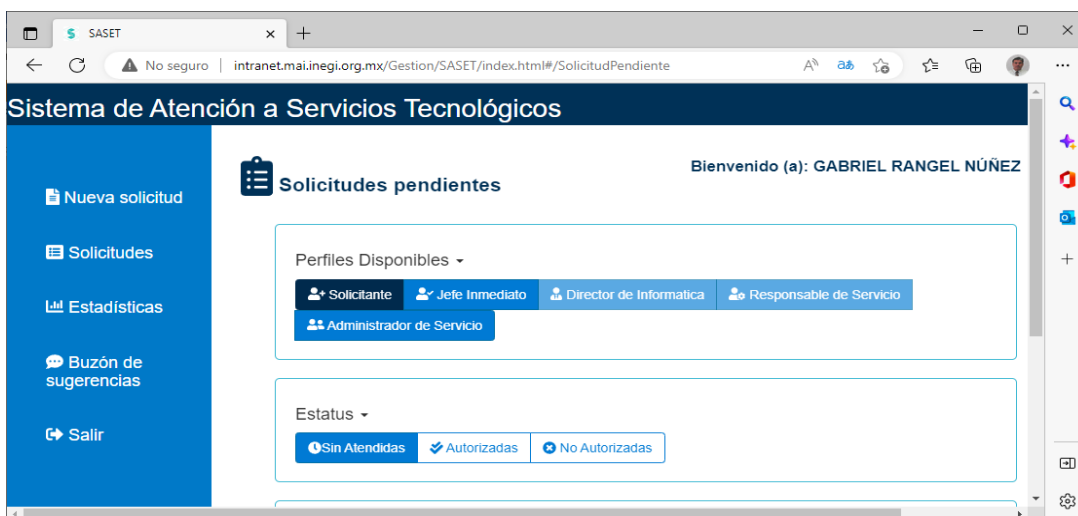 SASET
No seguro
intranet.mai.inegi.org.mx/Gestion/SASET/index.html#/SolicitudPendiente
Sistema de Atención a Servicios Tecnológicos
Bienvenido (a): GABRIEL RANGEL NÚÑEZ
Solicitudes pendientes
Nueva solicitud
Solicitudes
Estadísticas
Buzón de
sugerencias
Salir
Perfiles Disponibles
Solicitante Jefe Inmediato Director de Informatica Responsable de Servicio
Administrador de Servicio
Estatus
Sin Atendidas Autorizadas No Autorizadas